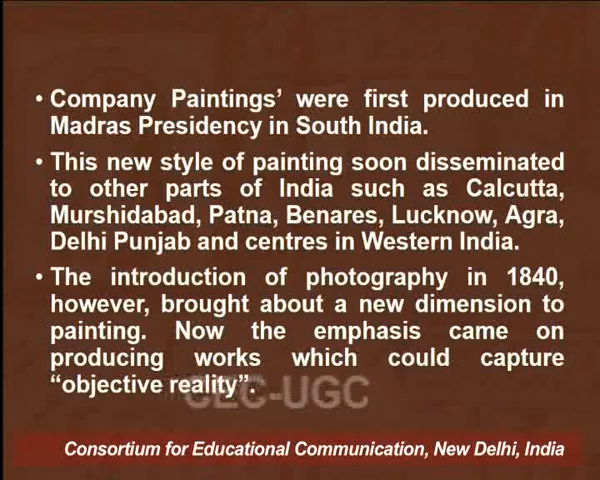 • Company Paintings’ were first produced in
Madras Presidency in South India.
• This new style of painting soon disseminated
to other parts of India such as Calcutta,
Murshidabad, Patna, Benares, Lucknow, Agra,
Delhi Punjab and centres in Western India.
• The introduction of photography in 1840,
however, brought about a new dimension to
painting. Now the emphasis came on
producing works which could capture
“objective reality”.
CEC-UGC
Consortium for Educational Communication, New Delhi, India